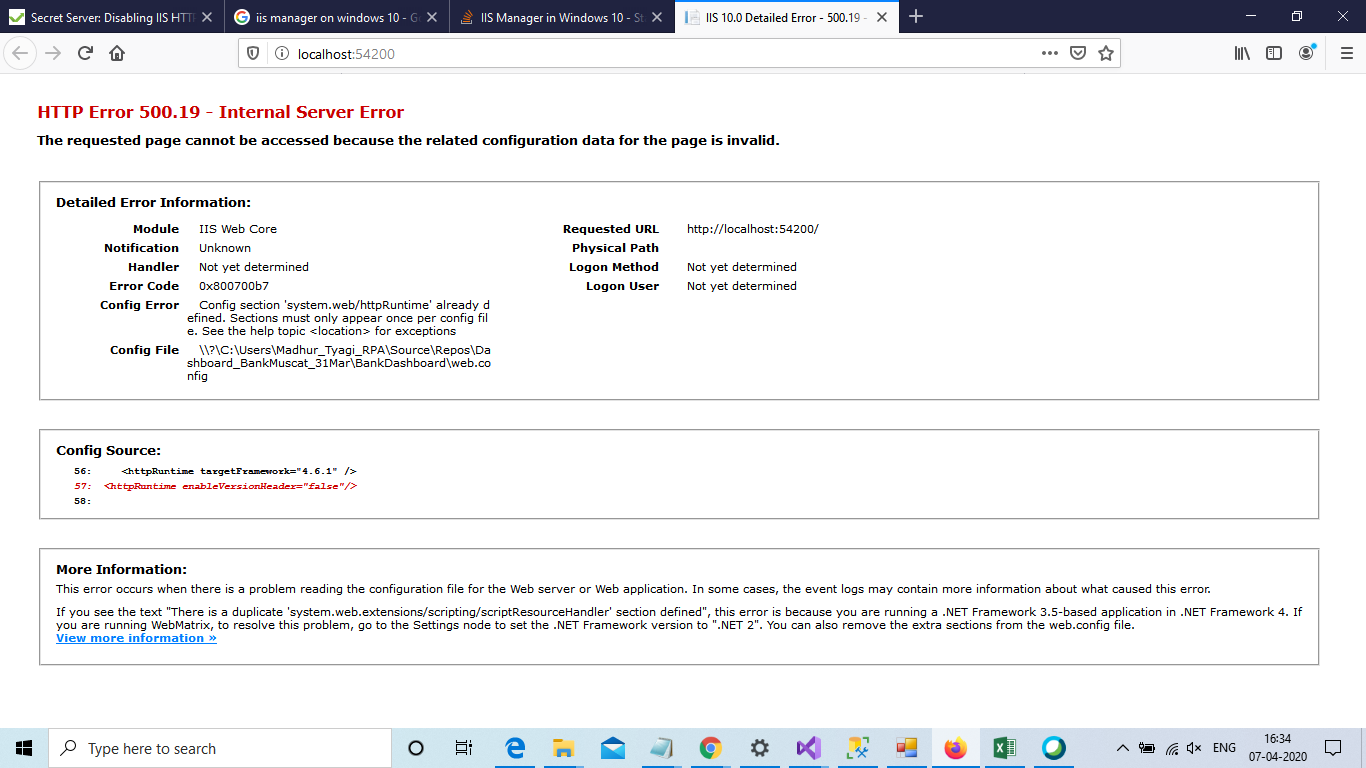 Secret Server: Disabling IIS HTT
iis manager on windows 10 - G
IIS Manager in Windows 10 - St
IIS 10.0 Detailed Error - 500.19 -
localhost:54200
HTTP Error 500.19 - Internal Server Error
The requested page cannot be accessed because the related configuration data for the page is invalid.
Detailed Error Information:
Module IIS Web Core
Notification Unknown
Handler Not yet determined
Error Code 0x800700b7
Config Error Config section 'system.web/httpRuntime' already d
efined. Sections must only appear once per config fil
e. See the help topic <location> for exceptions
Config File \\?\C:\Users\Madhur_Tyagi_RPA\Source\Repos\Da
shboard_BankMuscat_31Mar\BankDashboard\web.co
nfig
Requested URL http://localhost:54200/
Physical Path
Logon Method Not yet determined
Logon User Not yet determined
Config Source:
56: <httpRuntime targetFramework="4.6.1" />
57: <httpRuntime enableVersionHeader="false"/>
58:
More Information:
This error occurs when there is a problem reading the configuration file for the Web server or Web application. In some cases, the event logs may contain more information about what caused this error.
If you see the text "There is a duplicate 'system.web.extensions/scripting/scriptResourceHandler' section defined", this error is because you are running a .NET Framework 3.5-based application in .NET Framework 4. If
you are running WebMatrix, to resolve this problem, go to the Settings node to set the .NET Framework version to ".NET 2". You can also remove the extra sections from the web.config file.
View more information »
Type here to search
ENG
16:34
07-04-2020